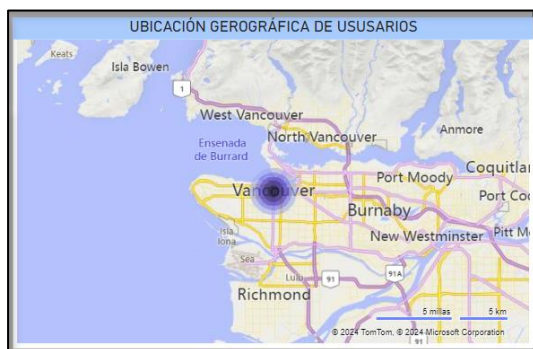 UBICACIÓN GEROGRÁFICA DE USUSARIOS
Keats
Isla Bowen
1
West Vancouver
Ensenada
de Burrard
North Vancouver
Anmore
Coquitl
Port Moody
Port Co
Vancouver
Burnaby
Isla
Iona
New Westminster
Pitt M
Sea
Lulu
91
91A
Richmond
5 millas
5 km
© 2024 TomTom, © 2024 Microsoft Corporation